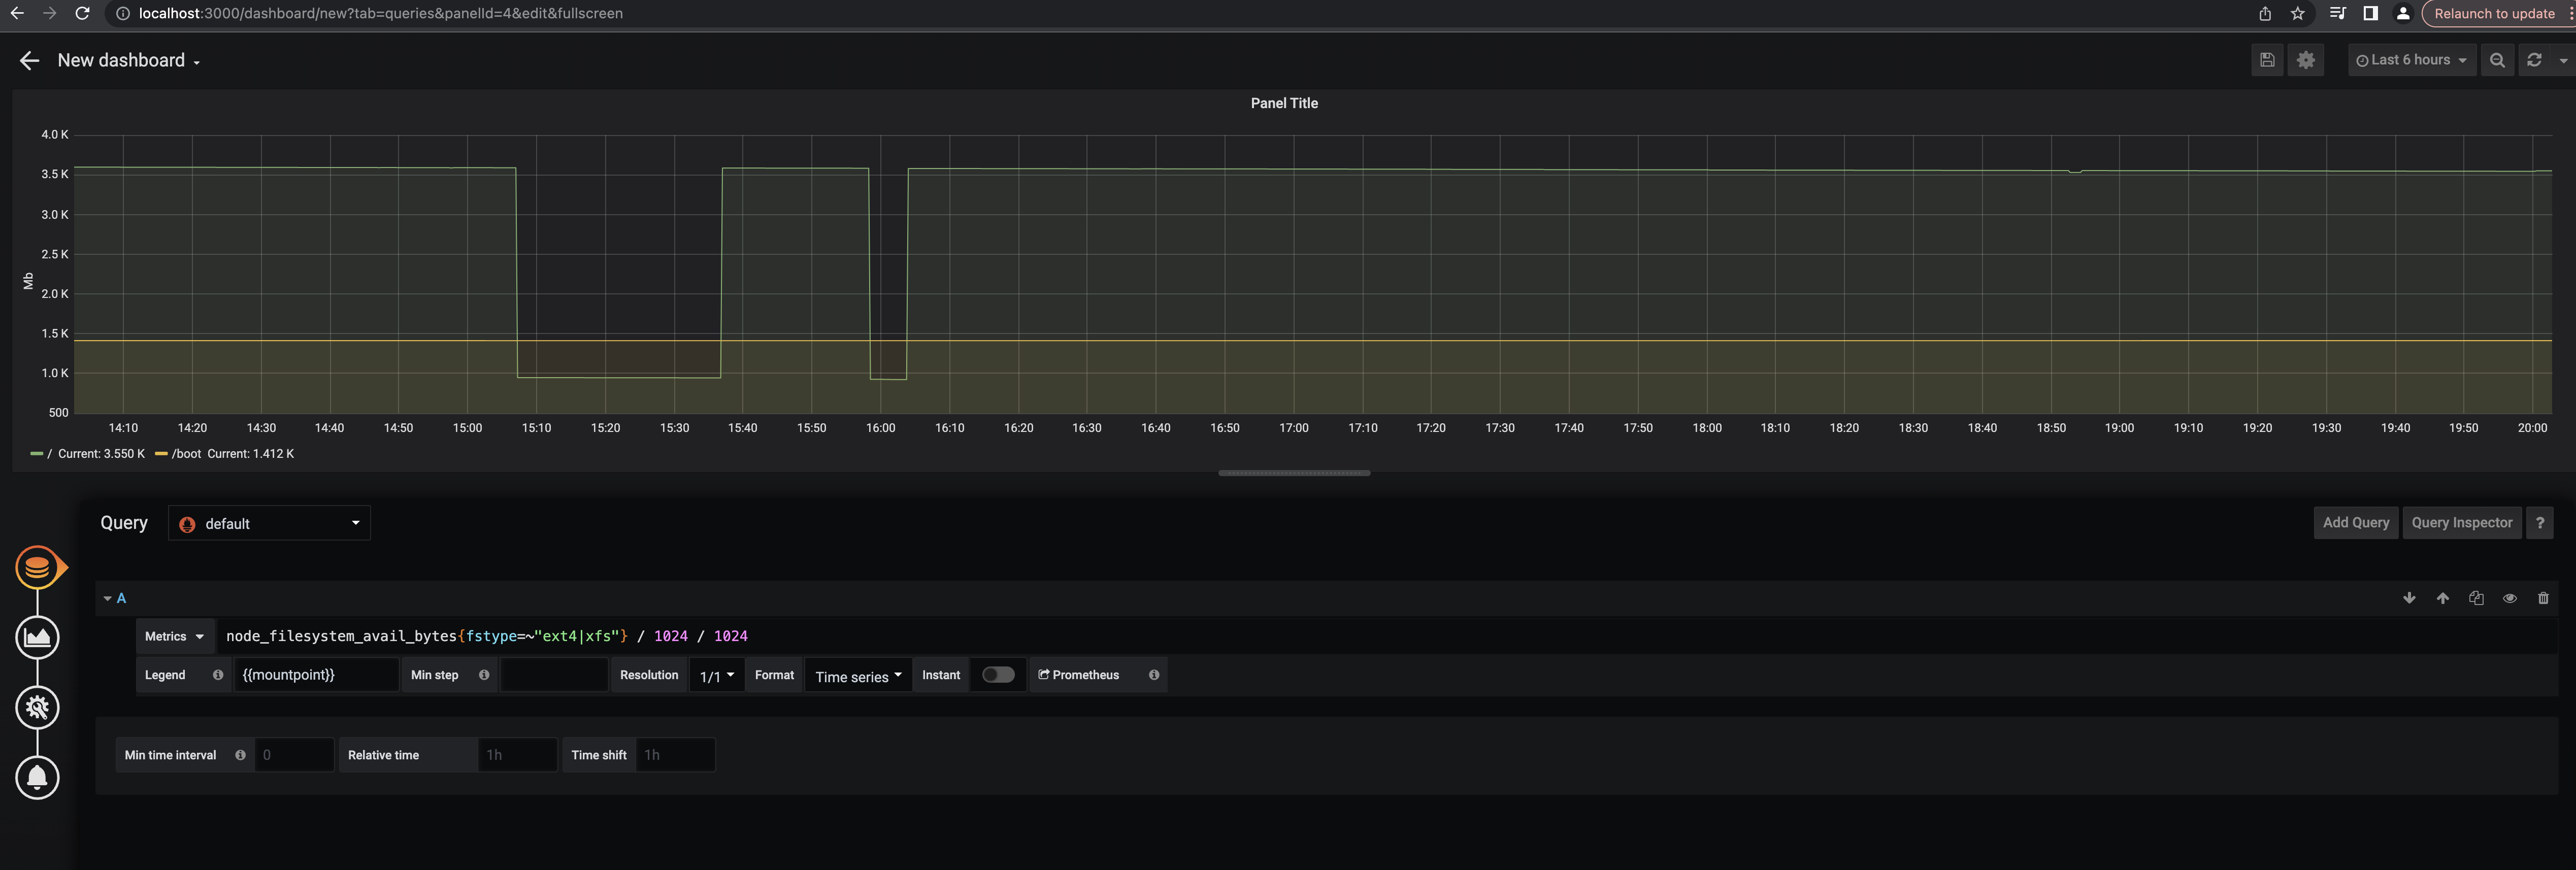 localhost:3000/dashboard/new?tab=queries&panelId=4&edit&fullscreen Relaunch to update
New dashboard Last 6 hours
Panel Title
4.0 K
3.5 K
3.0 K
2.5 K
2.0 K
1.5 K
1.0 K
500
Mb
14:10 14:20 14:30 14:40 14:50 15:00 15:10 15:20 15:30 15:40 15:50 16:00 16:10 16:20 16:30 16:40 16:50 17:00 17:10 17:20 17:30 17:40 17:50 18:00 18:10 18:20 18:30 18:40 18:50 19:00 19:10 19:20 19:30 19:40 19:50 20:00
/ Current: 3.550 K /boot Current: 1.412 K
Query default Add Query Query Inspector ?
A
Metrics node_filesystem_avail_bytes{fstype=~"ext4|xfs"} / 1024 / 1024
Legend {{mountpoint}} Min step Resolution 1/1 Format Time series Instant Prometheus
Min time interval 0 Relative time 1h Time shift 1h